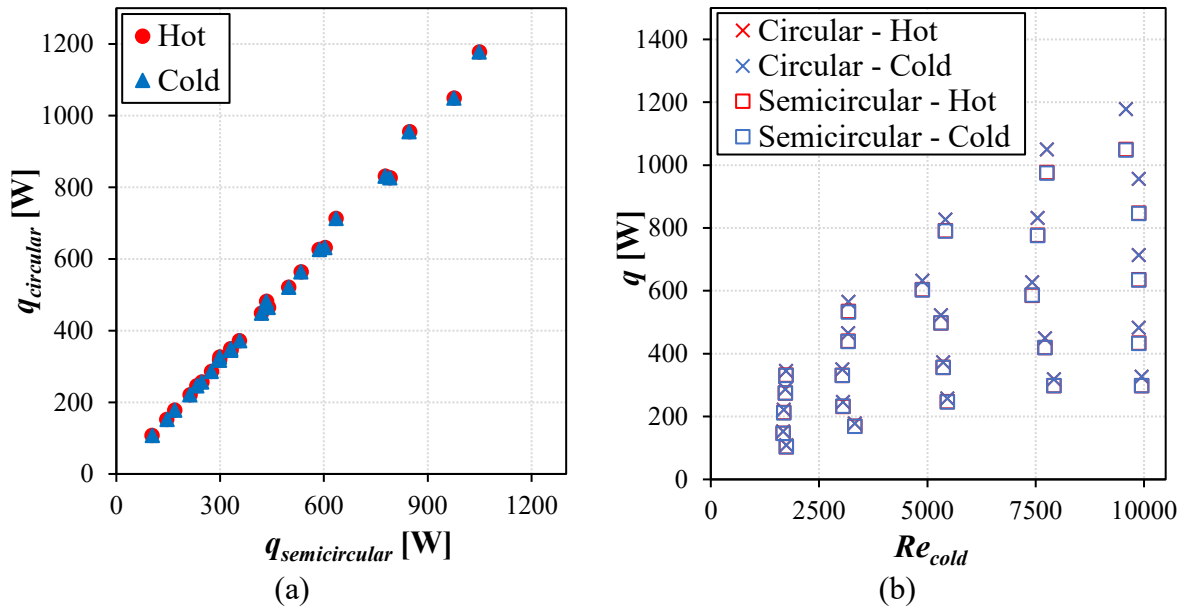 Hot
Cold
1200
1000
800
600
400
200
0
0 300 600 900 1200
q_circular [W]
q_semicircular [W]
(a)
Circular - Hot
Circular - Cold
Semicircular - Hot
Semicircular - Cold
1400
1200
1000
800
600
400
200
0
0 2500 5000 7500 10000
q [W]
Re_cold
(b)